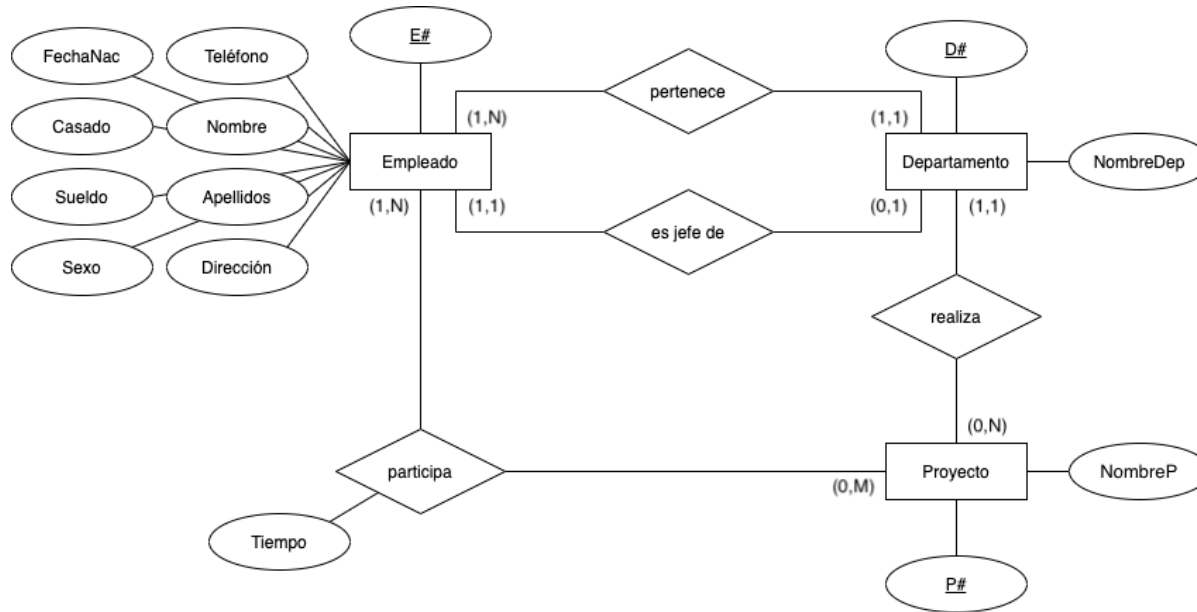 E#
D#
FechaNac
Teléfono
pertenece
Casado
Nombre
(1,N)
(1,1)
Empleado
Departamento
NombreDep
Sueldo
Apellidos
(1,N)
(1,1)
(0,1)
(1,1)
es jefe de
Sexo
Dirección
realiza
(0,N)
participa
(0,M)
Proyecto
NombreP
Tiempo
P#